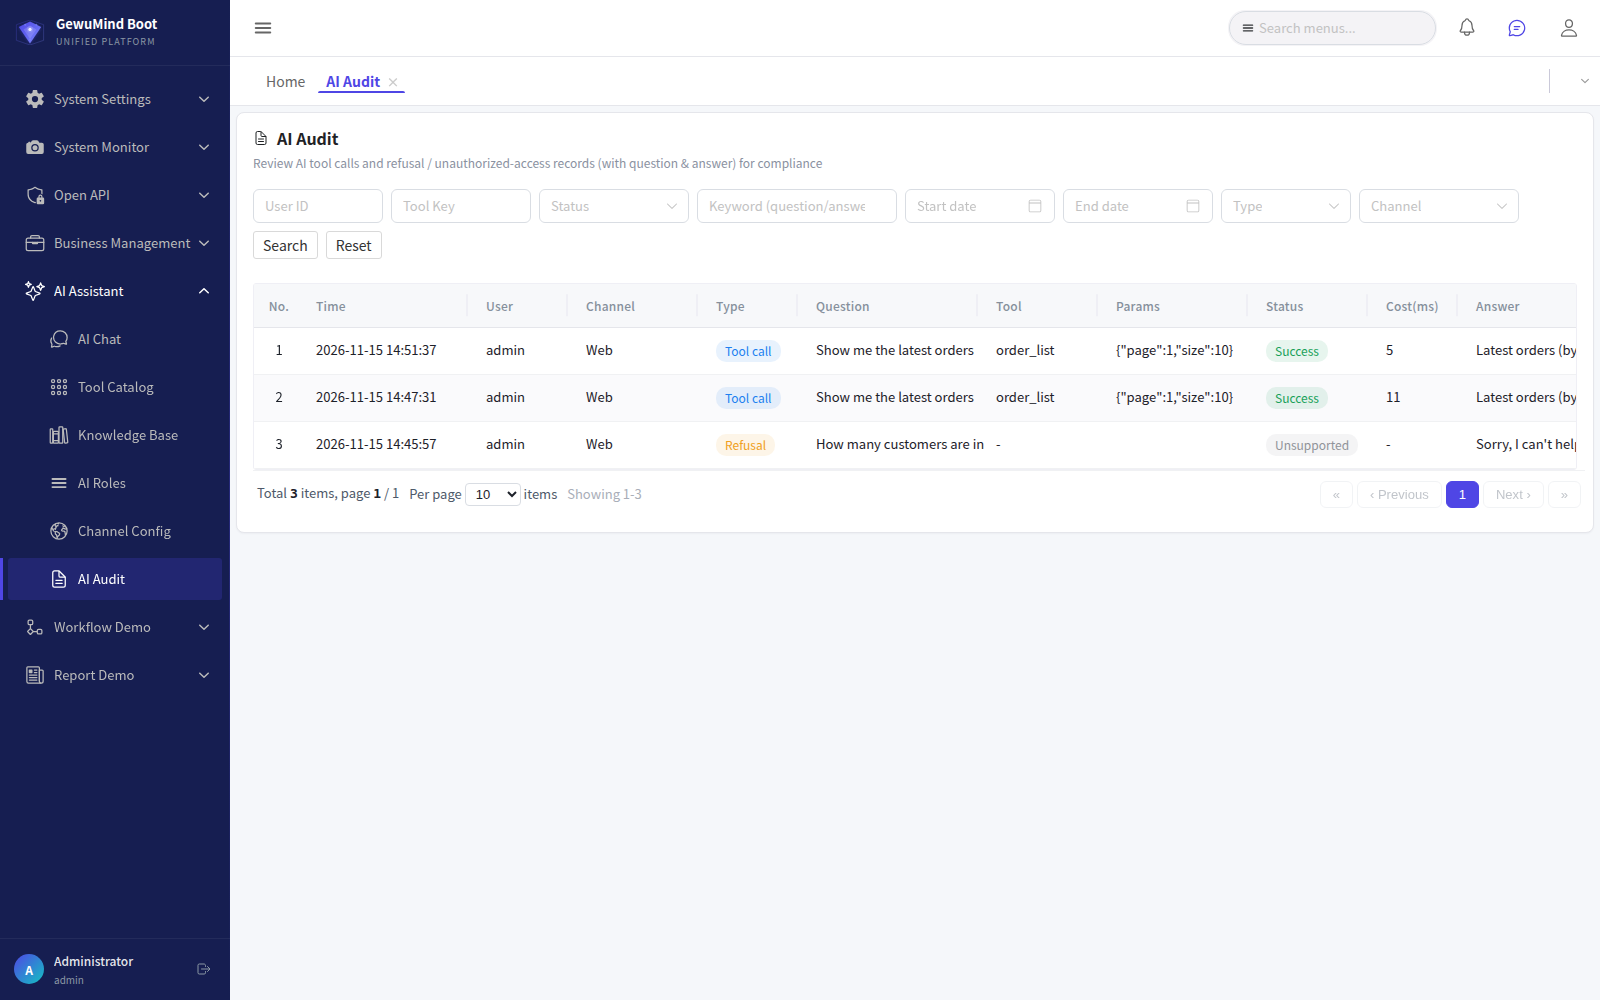 GewuMind Boot
UNIFIED PLATFORM
System Settings
System Monitor
Open API
Business Management
AI Assistant
AI Chat
Tool Catalog
Knowledge Base
AI Roles
Channel Config
AI Audit
Workflow Demo
Report Demo
A
Administrator
admin
Search menus...
Home
AI Audit
AI Audit
Review AI tool calls and refusal / unauthorized-access records (with question & answer) for compliance
User ID
Tool Key
Status
Keyword (question/answe
Start date
End date
Type
Channel
Search
Reset
No. Time User Channel Type Question Tool Params Status Cost(ms) Answer
1 2026-11-15 14:51:37 admin Web Tool call Show me the latest orders order_list {"page":1,"size":10} Success 5 Latest orders (by
2 2026-11-15 14:47:31 admin Web Tool call Show me the latest orders order_list {"page":1,"size":10} Success 11 Latest orders (by
3 2026-11-15 14:45:57 admin Web Refusal How many customers are in - Unsupported - Sorry, I can't help
Total 3 items, page 1 / 1 Per page 10 items Showing 1-3
« ‹ Previous 1 Next › »